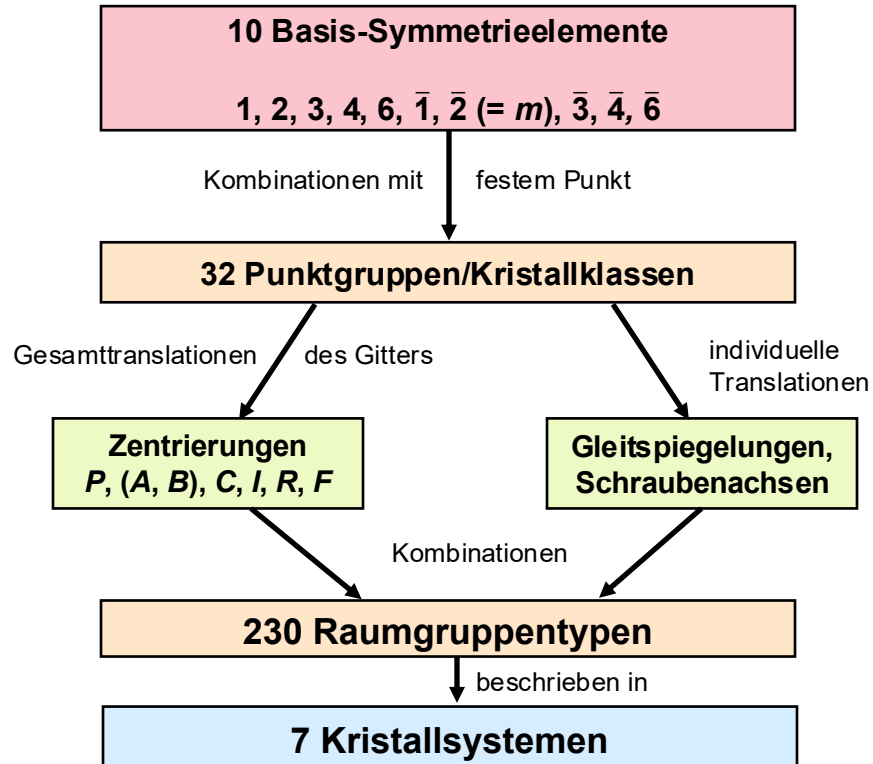 10 Basis-Symmetrieelemente
1, 2, 3, 4, 6, 1̅, 2̅ (= m), 3̅, 4̅, 6̅
Kombinationen mit festem Punkt
32 Punktgruppen/Kristallklassen
Gesamttranslationen des Gitters
individuelle
Translationen
Zentrierungen
P, (A, B), C, I, R, F
Gleitspiegelungen,
Schraubenachsen
Kombinationen
230 Raumgruppentypen
beschrieben in
7 Kristallsystemen